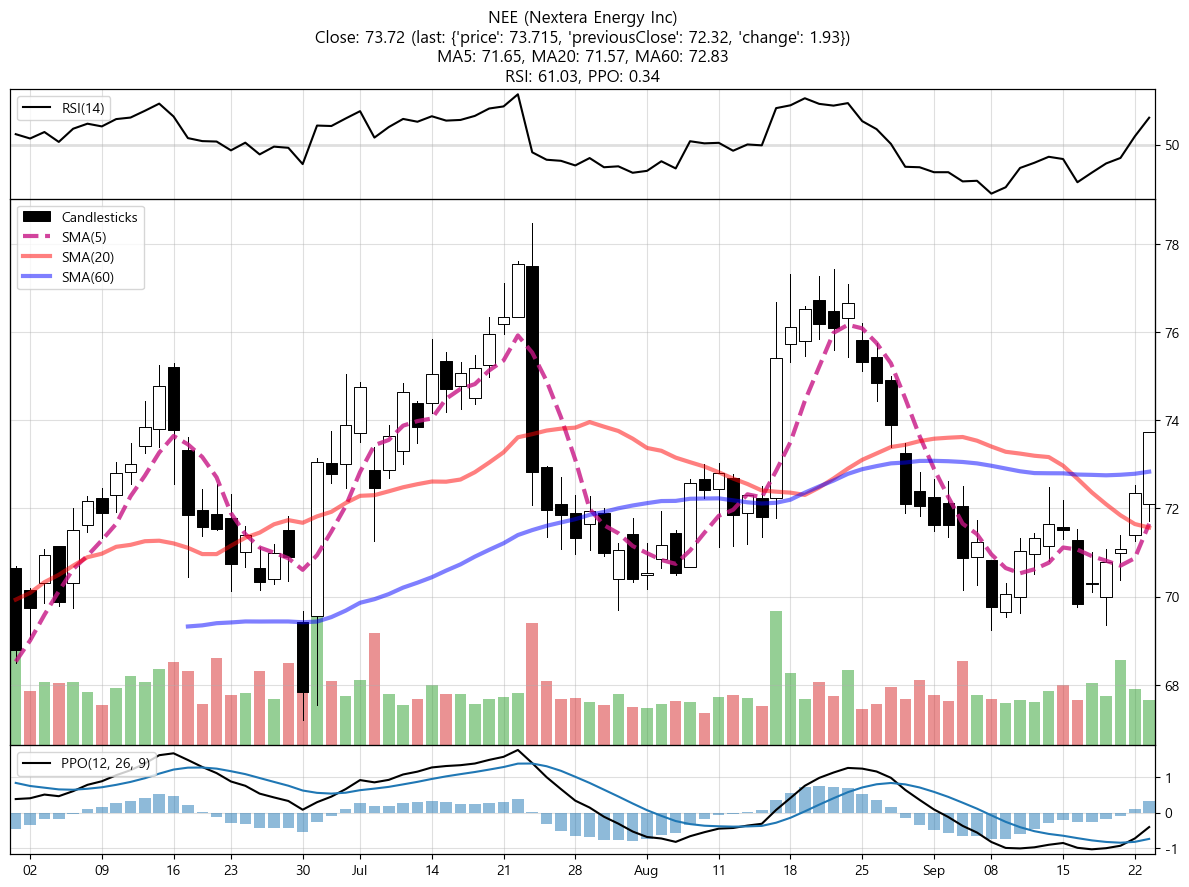 NEE (Nextera Energy Inc)
Close: 73.72 (last: {'price': 73.715, 'previousClose': 72.32, 'change': 1.93})
MA5: 71.65, MA20: 71.57, MA60: 72.83
RSI: 61.03, PPO: 0.34
RSI(14)
50
Candlesticks
SMA(5)
SMA(20)
SMA(60)
78
76
74
72
70
68
PPO(12, 26, 9)
1
0
-1
02 09 16 23 30 Jul 14 21 28 Aug 11 18 25 Sep 08 15 22